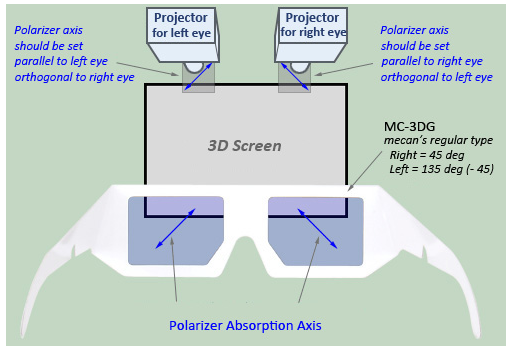 Projector
for left eye
Projector
for right eye
Polarizer axis
should be set
parallel to left eye
orthogonal to right eye
Polarizer axis
should be set
parallel to right eye
orthogonal to left eye
3D Screen
MC-3DG
mecan's regular type
Right = 45 deg
Left = 135 deg (- 45)
Polarizer Absorption Axis